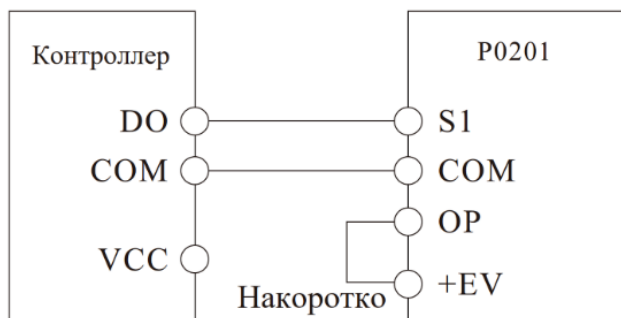 Контроллер
P0201
DO
S1
COM
COM
OP
VCC
+EV
Накоротко